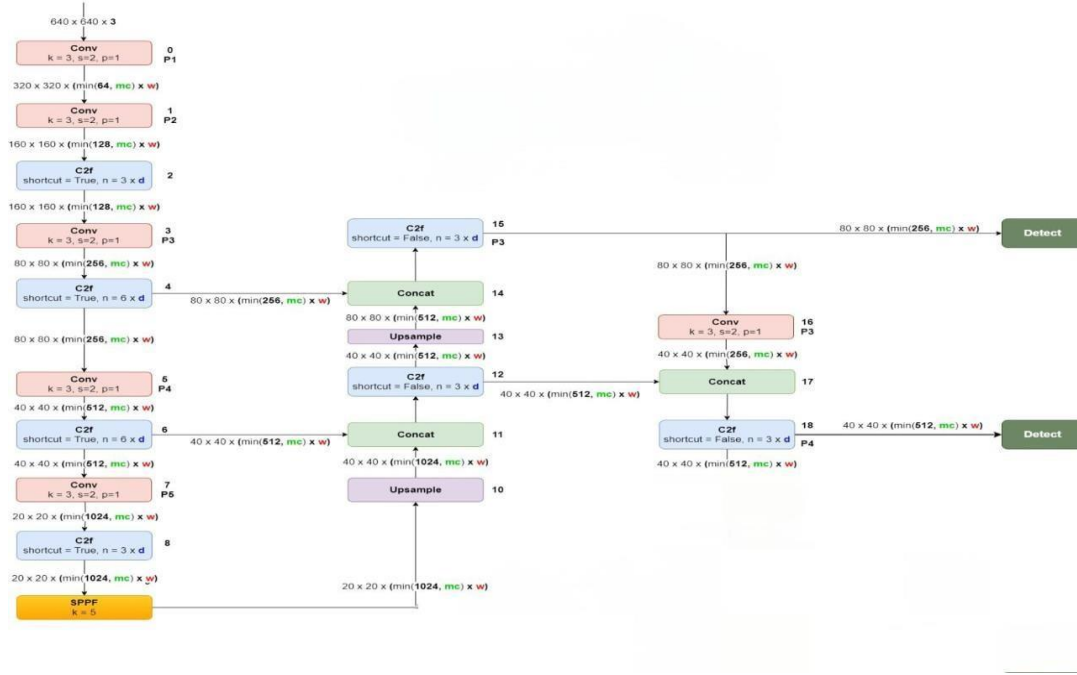 640 x 640 x 3
Conv
k = 3, s=2, p=1
0
P1
320 x 320 x (min(64, mc) x w)
Conv
k = 3, s=2, p=1
1
P2
160 x 160 x (min(128, mc) x w)
C2f
shortcut = True, n = 3 x d
2
160 x 160 x (min(128, mc) x w)
Conv
k = 3, s=2, p=1
3
P3
80 x 80 x (min(256, mc) x w)
C2f
shortcut = True, n = 6 x d
4
80 x 80 x (min(256, mc) x w)
80 x 80 x (min(256, mc) x w)
Conv
k = 3, s=2, p=1
5
P4
40 x 40 x (min(512, mc) x w)
C2f
shortcut = True, n = 6 x d
6
40 x 40 x (min(512, mc) x w)
40 x 40 x (min(512, mc) x w)
Conv
k = 3, s=2, p=1
7
P5
20 x 20 x (min(1024, mc) x w)
C2f
shortcut = True, n = 3 x d
8
20 x 20 x (min(1024, mc) x w)
SPPF
k = 5
C2f
shortcut = False, n = 3 x d
15
P3
Concat
14
80 x 80 x (min(512, mc) x w)
Upsample
13
40 x 40 x (min(512, mc) x w)
C2f
shortcut = False, n = 3 x d
12
40 x 40 x (min(512, mc) x w)
Concat
11
40 x 40 x (min(1024, mc) x w)
Upsample
10
20 x 20 x (min(1024, mc) x w)
80 x 80 x (min(256, mc) x w)
Detect
80 x 80 x (min(256, mc) x w)
Conv
k = 3, s=2, p=1
16
P3
40 x 40 x (min(256, mc) x w)
Concat
17
C2f
shortcut = False, n = 3 x d
18
P4
40 x 40 x (min(512, mc) x w)
Detect
40 x 40 x (min(512, mc) x w)